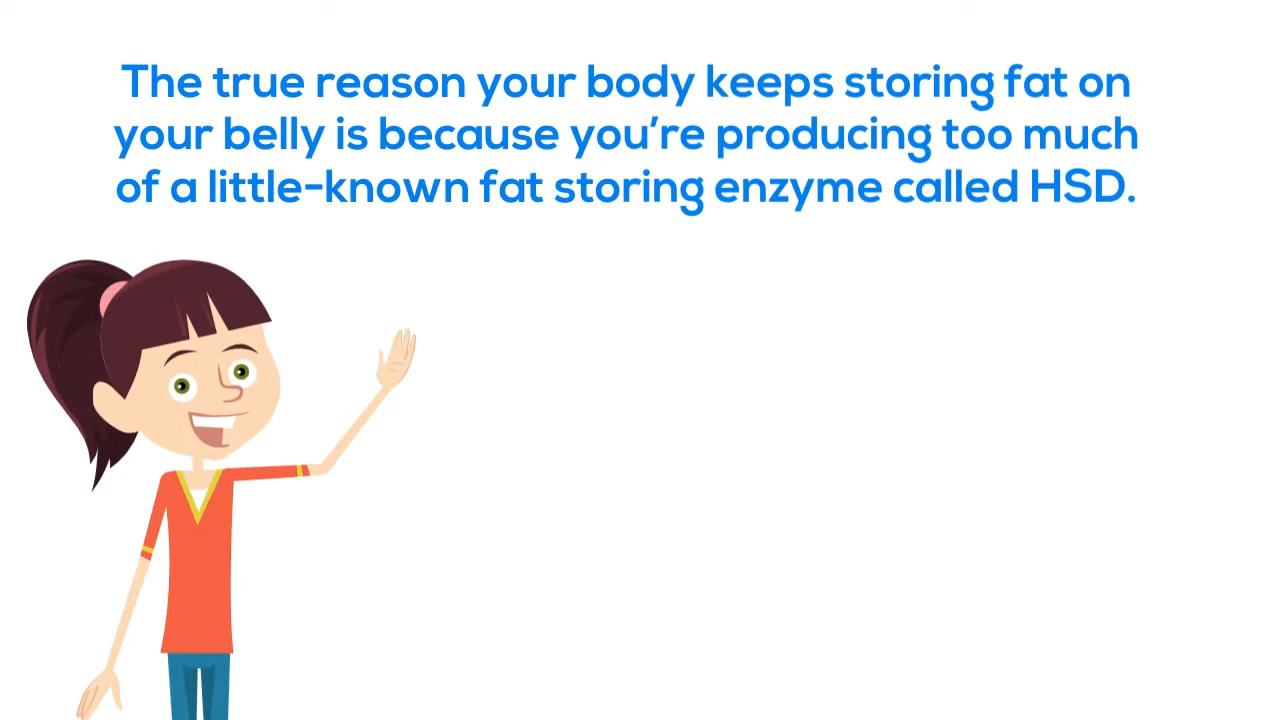 The true reason your body keeps storing fat on
your belly is because you’re producing too much
of a little-known fat storing enzyme called HSD.